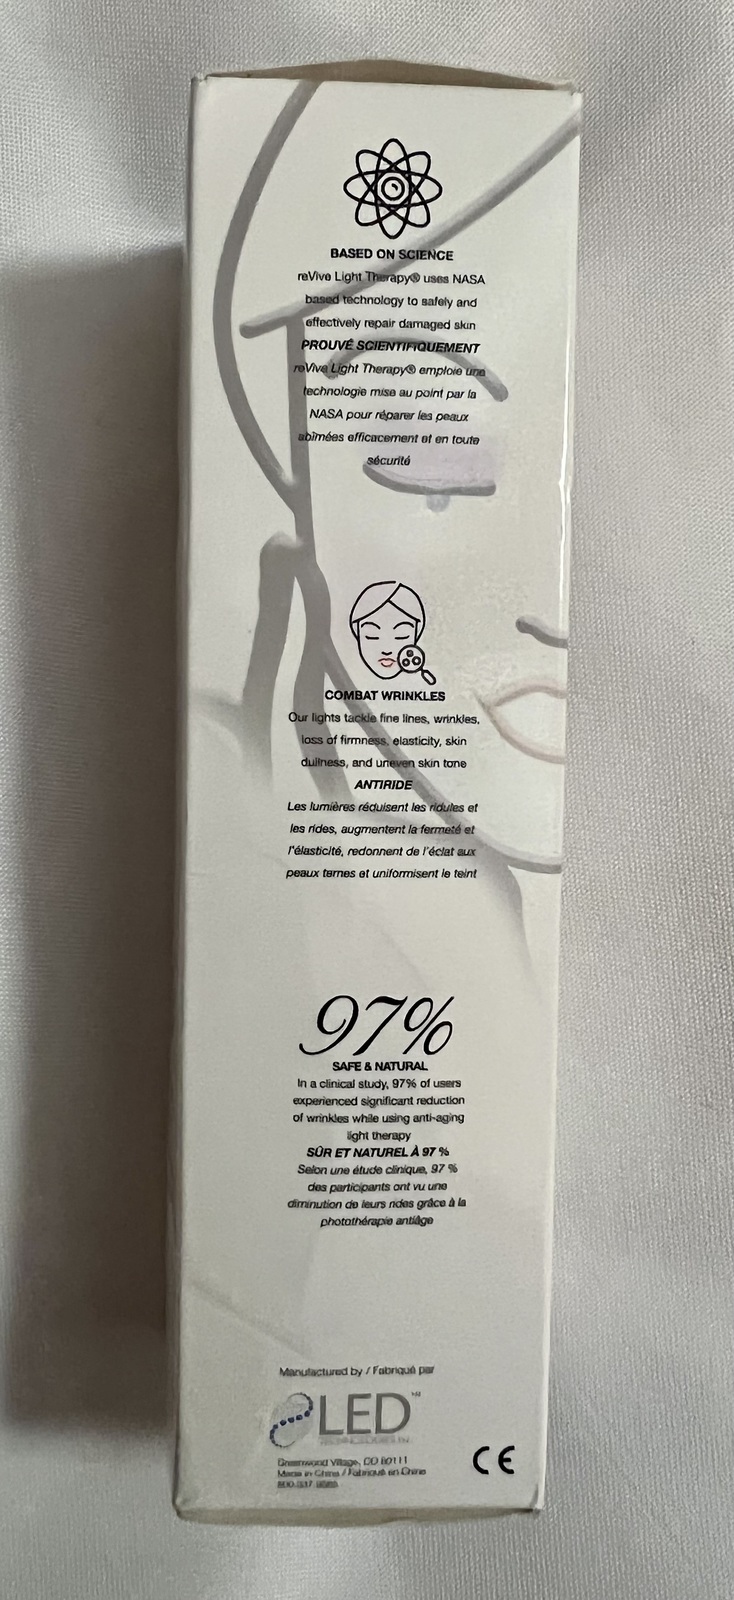 BASED ON SCIENCE
reVive Light Therapy® uses NASA
based technology to safely and
effectively repair damaged skin
PROUVÉ SCIENTIFIQUEMENT
reVive Light Therapy® emploie une
technologie mise au point par la
NASA pour réparer les peaux
abîmées efficacement et en toute
sécurité
COMBAT WRINKLES
Our lights tackle fine lines, wrinkles,
loss of firmness, elasticity, skin
dullness, and uneven skin tone
ANTIRIDE
Les lumières réduisent les ridules et
les rides, augmentent la fermeté et
l'élasticité, redonnent de l'éclat aux
peaux ternes et uniformisent le teint
97%
SAFE & NATURAL
In a clinical study, 97% of users
experienced significant reduction
of wrinkles while using anti-aging
light therapy
SÛR ET NATUREL À 97 %
Selon une étude clinique, 97 %
des participants ont vu une
diminution de leurs rides grâce à la
photothérapie antiâge
Manufactured by / Fabriqué par
LED™
Greenwood Village, CO 80111
Made in China / Fabriqué en Chine
CE